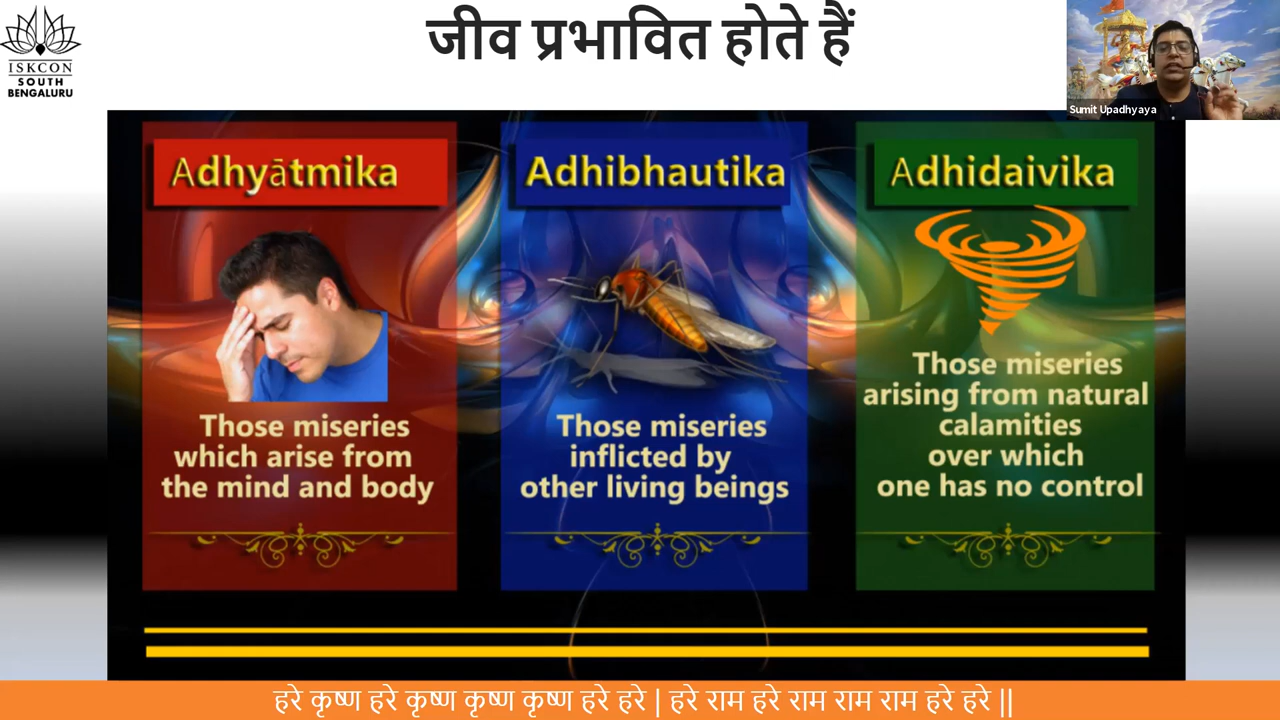 जीव प्रभावित होते हैं
ISKCON
SOUTH
BENGALURU
Sumit Upadhyaya
Adhyātmika
Those miseries
which arise from
the mind and body
Adhibhautika
Those miseries
inflicted by
other living beings
Adhidaivika
Those miseries
arising from natural
calamities
over which
one has no control
हरे कृष्ण हरे कृष्ण कृष्ण कृष्ण हरे हरे | हरे राम हरे राम राम राम हरे हरे ||